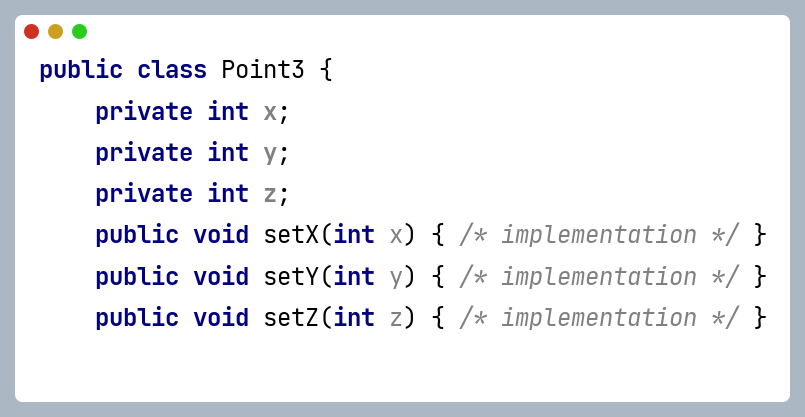 public class Point3 {
    private int x;
    private int y;
    private int z;
    public void setX(int x) { /* implementation */ }
    public void setY(int y) { /* implementation */ }
    public void setZ(int z) { /* implementation */ }